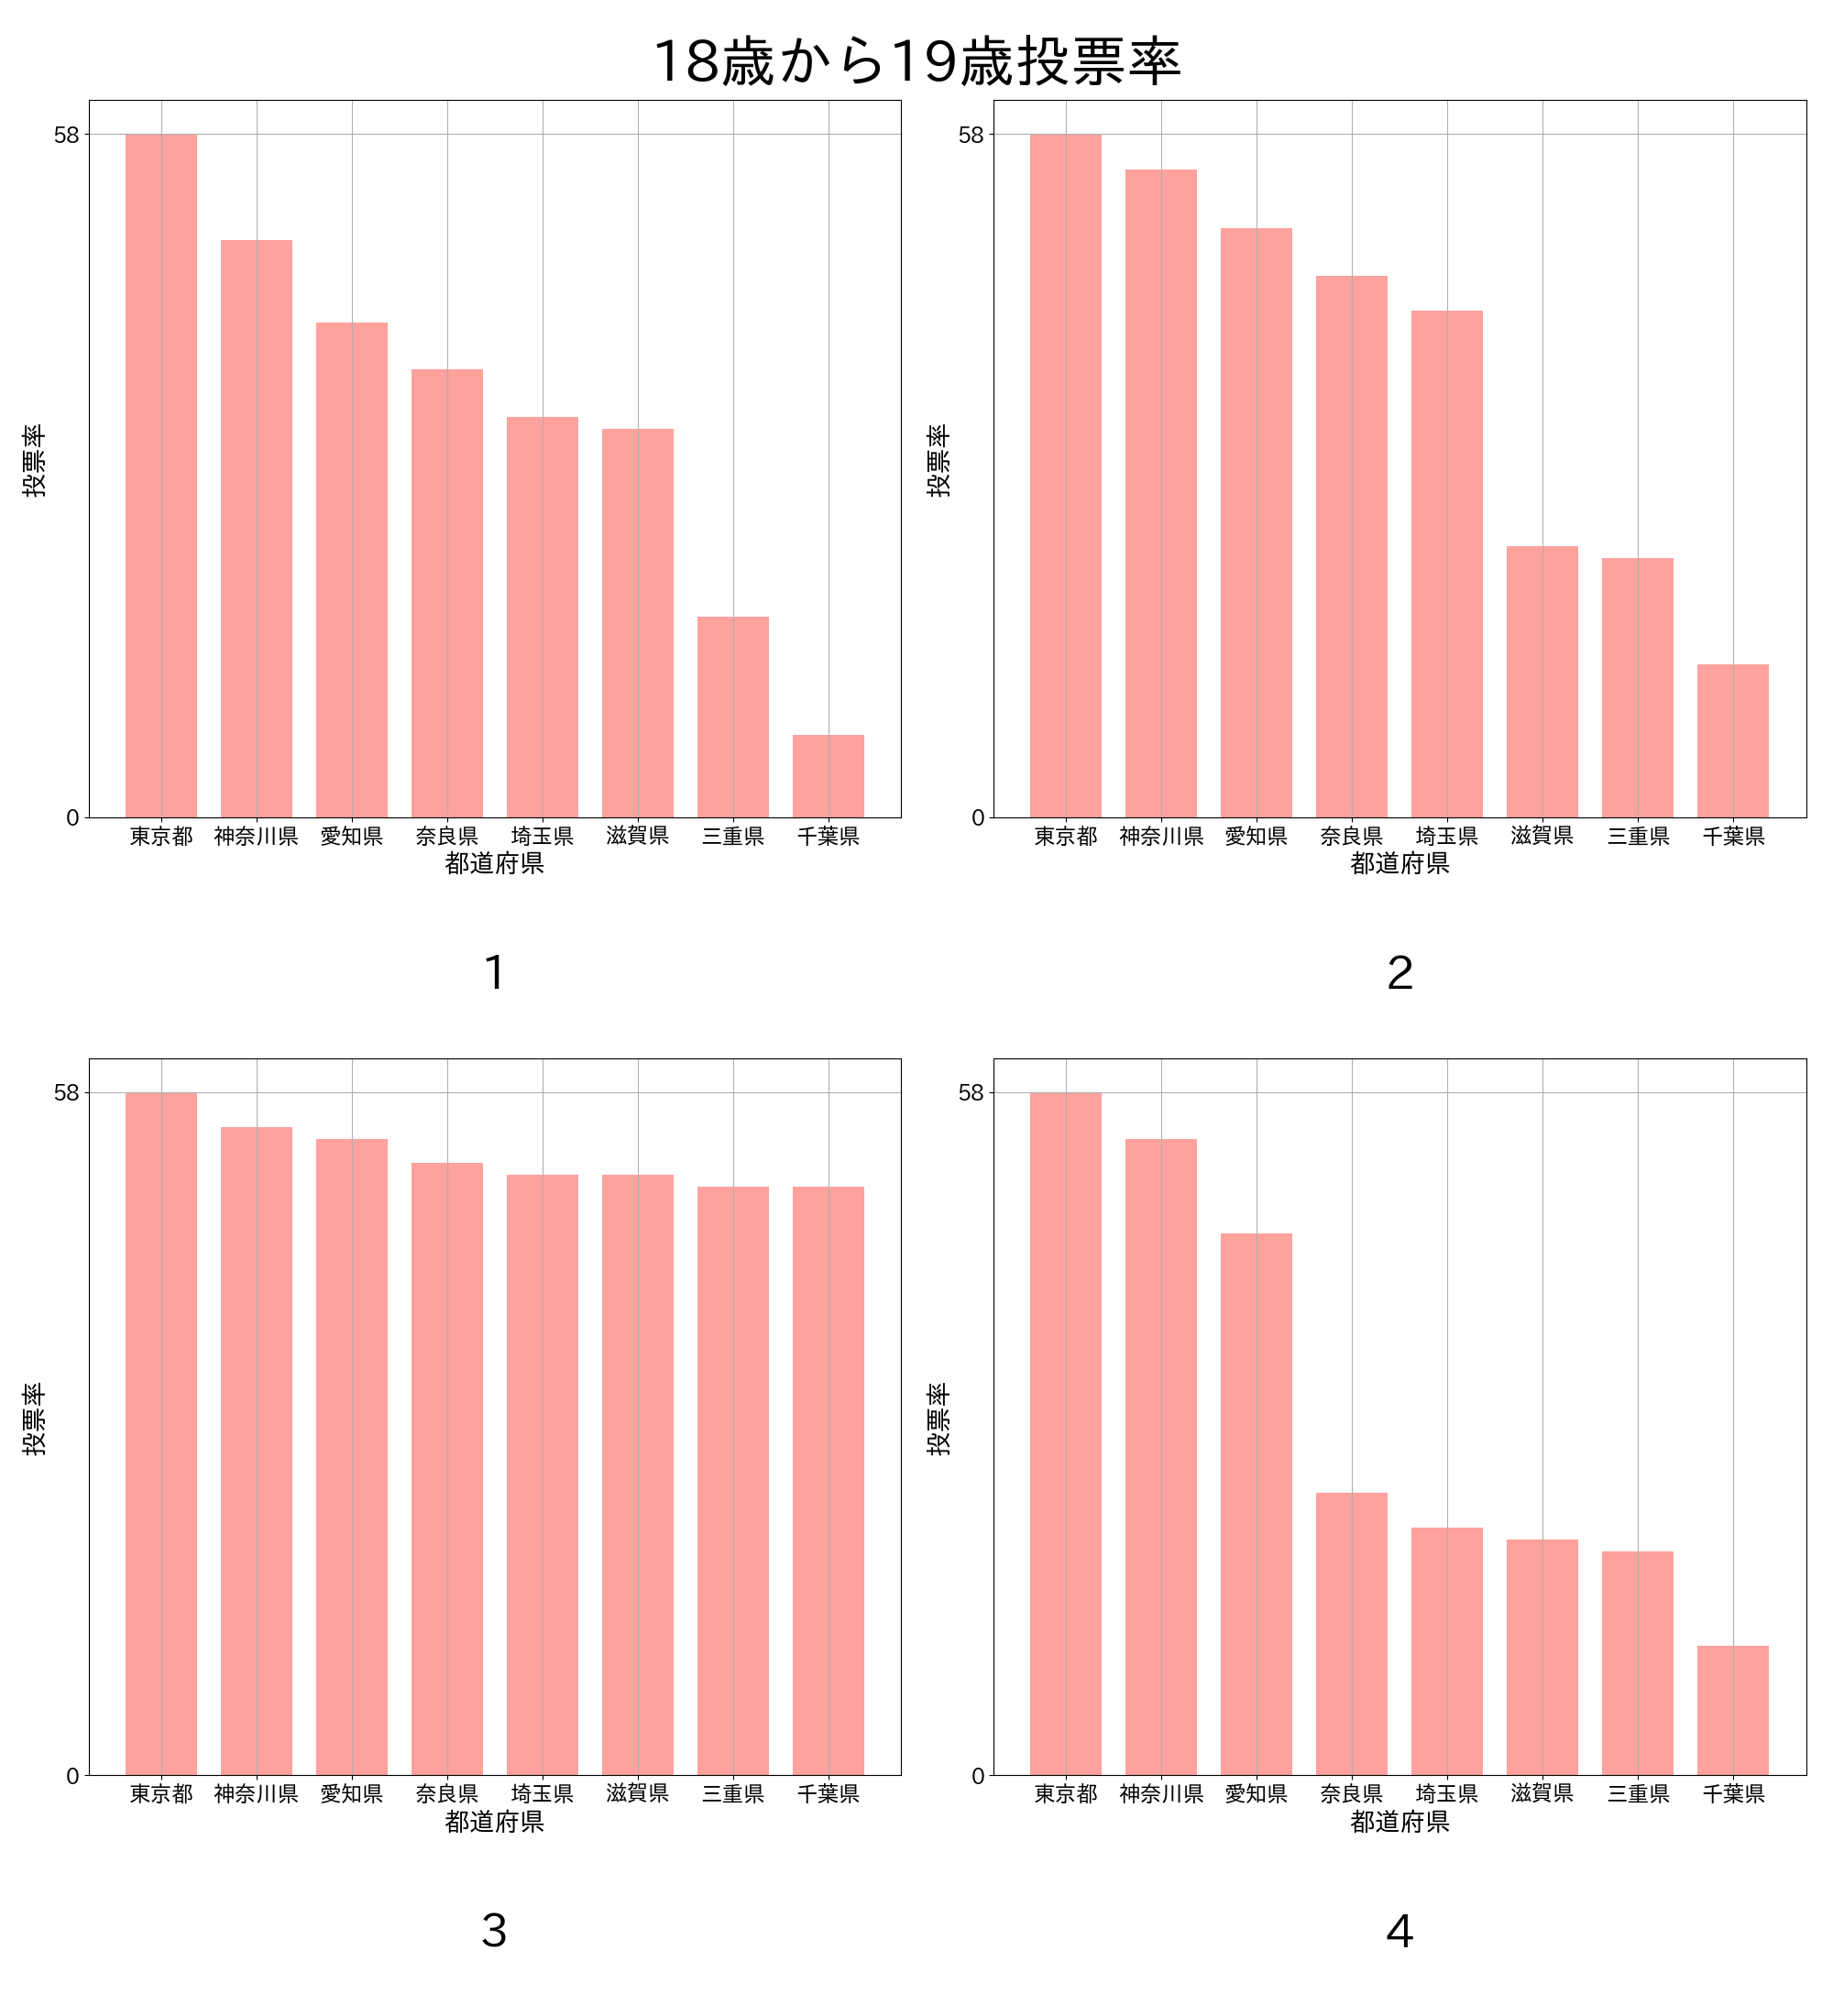 18歳から19歳投票率
58
0
投票率
東京都 神奈川県 愛知県 奈良県 埼玉県 滋賀県 三重県 千葉県
都道府県
1
58
0
投票率
東京都 神奈川県 愛知県 奈良県 埼玉県 滋賀県 三重県 千葉県
都道府県
2
58
0
投票率
東京都 神奈川県 愛知県 奈良県 埼玉県 滋賀県 三重県 千葉県
都道府県
3
58
0
投票率
東京都 神奈川県 愛知県 奈良県 埼玉県 滋賀県 三重県 千葉県
都道府県
4